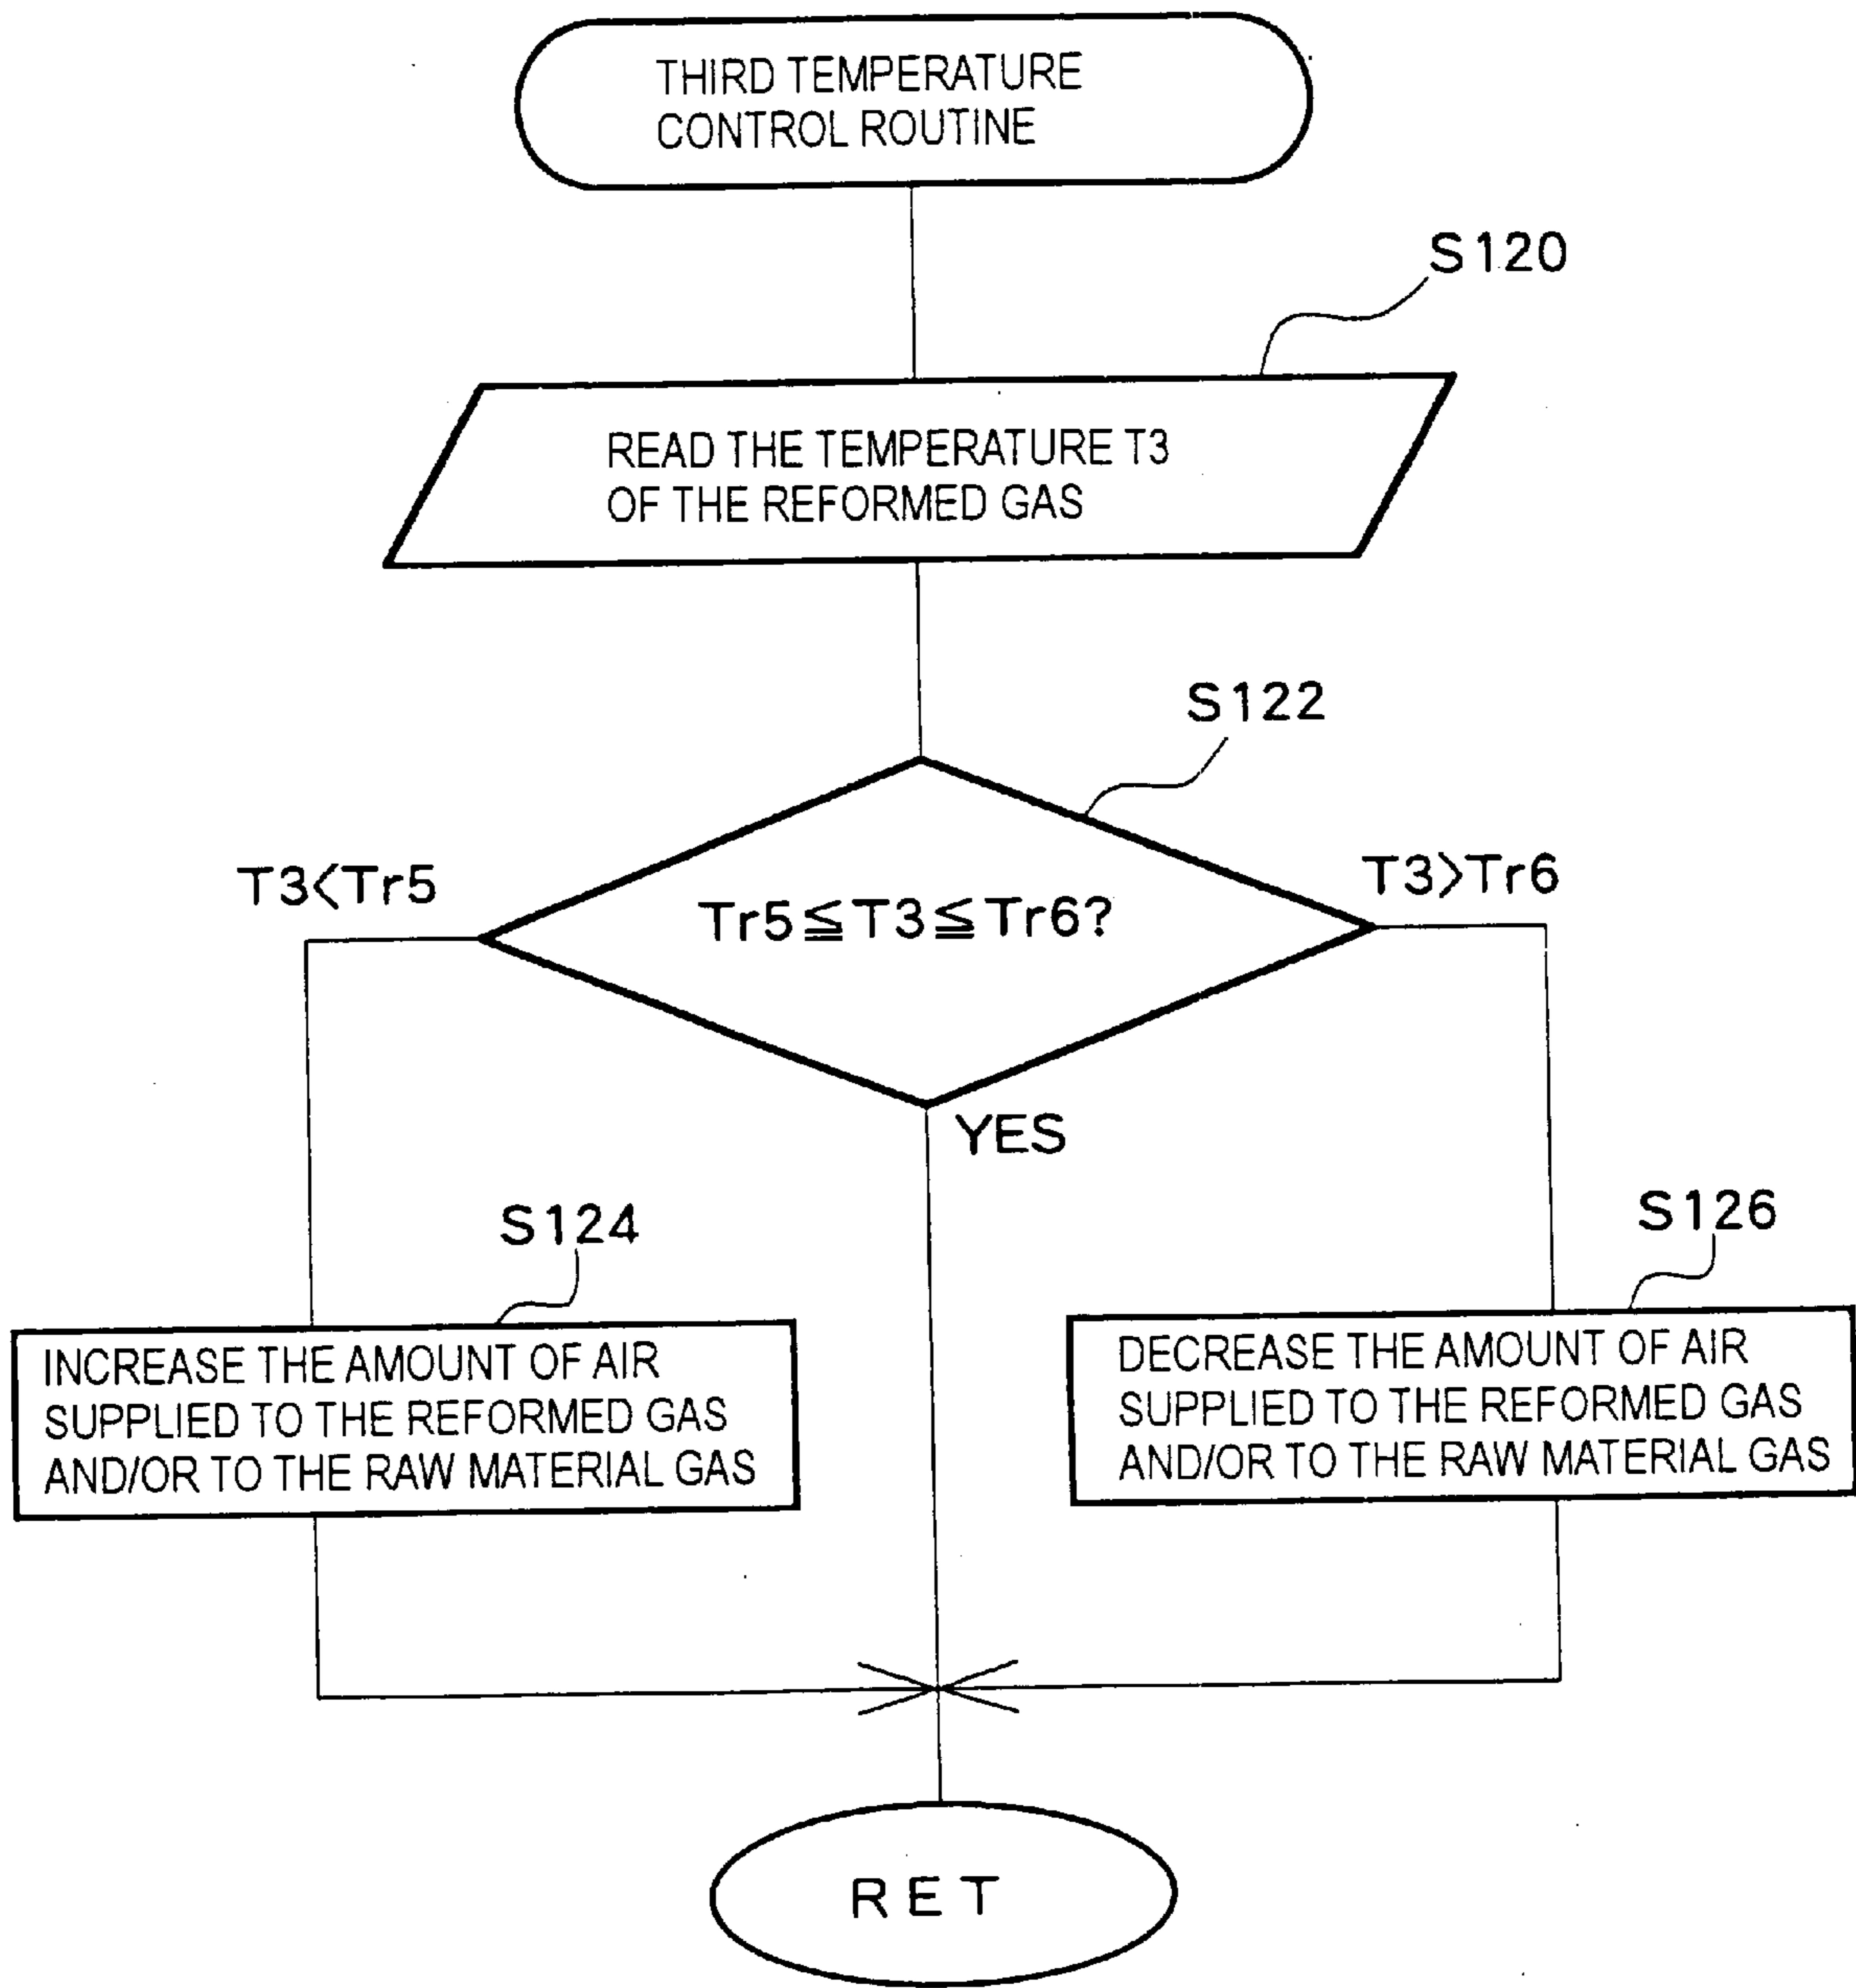 THIRD TEMPERATURE
CONTROL ROUTINE
S120
READ THE TEMPERATURE T3
OF THE REFORMED GAS
S122
T3<Tr5
Tr5≦T3≦Tr6?
T3>Tr6
YES
S124
INCREASE THE AMOUNT OF AIR
SUPPLIED TO THE REFORMED GAS
AND/OR TO THE RAW MATERIAL GAS
S126
DECREASE THE AMOUNT OF AIR
SUPPLIED TO THE REFORMED GAS
AND/OR TO THE RAW MATERIAL GAS
RET